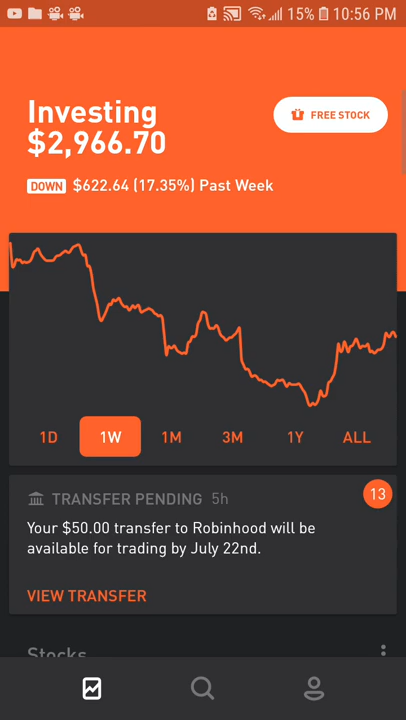 15% 10:56 PM
Investing
$2,966.70
FREE STOCK
DOWN $622.64 (17.35%) Past Week
1D 1W 1M 3M 1Y ALL
TRANSFER PENDING 5h
13
Your $50.00 transfer to Robinhood will be
available for trading by July 22nd.
VIEW TRANSFER
Stocks